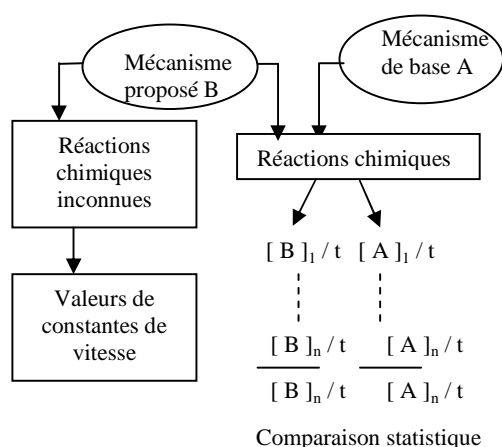 Mécanisme
proposé B
Mécanisme
de base A
Réactions
chimiques
inconnues
Réactions chimiques
Valeurs de
constantes de
vitesse
[ B ]₁ / t [ A ]₁ / t
[ B ]ₙ / t [ A ]ₙ / t
[ B ]ₙ / t [ A ]ₙ / t
Comparaison statistique